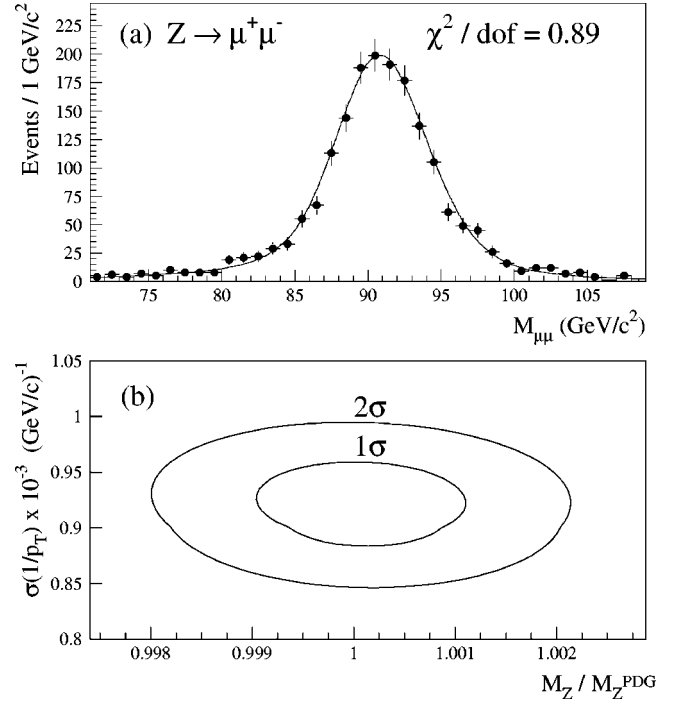 (a) Z → μ⁺μ⁻
χ² / dof = 0.89
Events / 1 GeV/c²
225
200
175
150
125
100
75
50
25
0
75 80 85 90 95 100 105
M_μμ (GeV/c²)
(b)
2σ
1σ
σ(1/p_T) x 10⁻³ (GeV/c)⁻¹
1.05
1
0.95
0.9
0.85
0.8
0.998 0.999 1 1.001 1.002
M_Z / M_Z^PDG